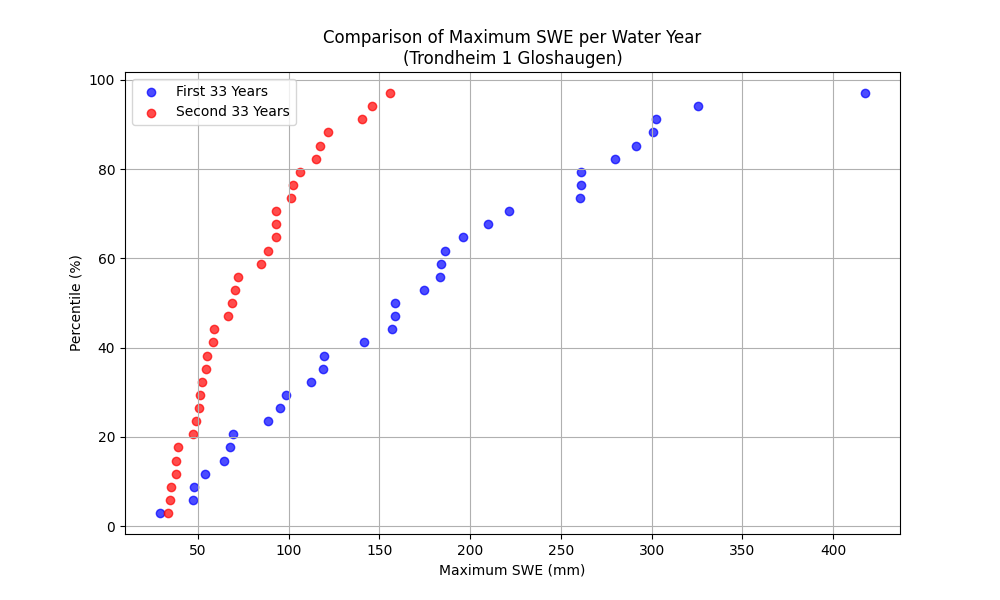 Comparison of Maximum SWE per Water Year
(Trondheim 1 Gloshaugen)
First 33 Years
Second 33 Years
100
80
60
40
20
0
Percentile (%)
50 100 150 200 250 300 350 400
Maximum SWE (mm)